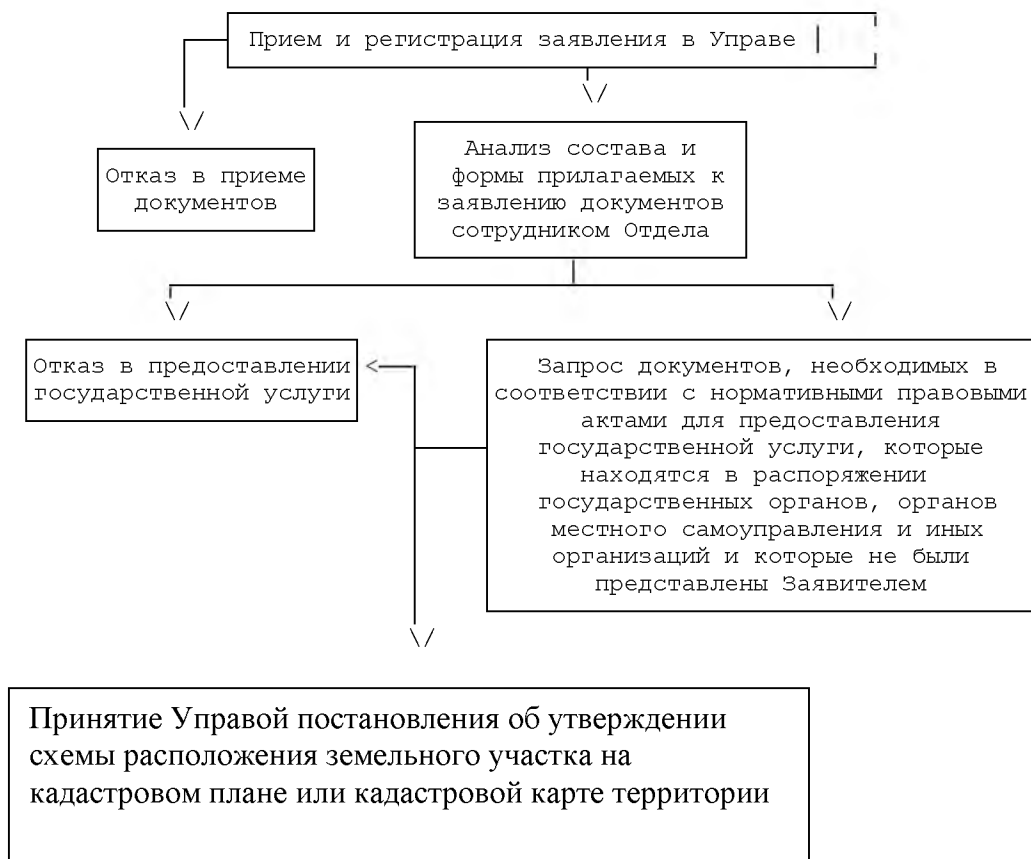 Прием и регистрация заявления в Управе
Отказ в приеме
документов
Анализ состава и
формы прилагаемых к
заявлению документов
сотрудником Отдела
Отказ в предоставлении
государственной услуги
Запрос документов, необходимых в
соответствии с нормативными правовыми
актами для предоставления
государственной услуги, которые
находятся в распоряжении
государственных органов, органов
местного самоуправления и иных
организаций и которые не были
представлены Заявителем
Принятие Управой постановления об утверждении
схемы расположения земельного участка на
кадастровом плане или кадастровой карте территории